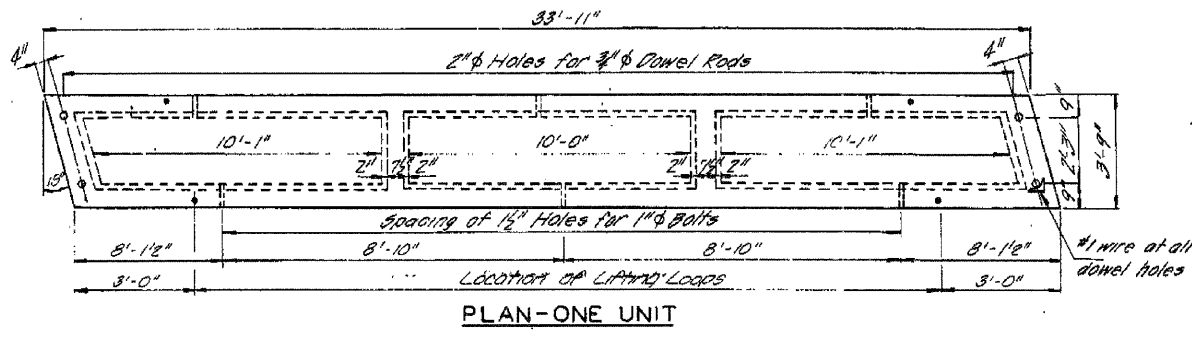 33'-11"
4"
2"φ Holes for ¾"φ Dowel Rods
4"
9"
10'-1"
10'-0"
10'-1"
2" 7½" 2"
2" 7½" 2"
2'-3"
3'-9"
15°
9"
Spacing of 1½" Holes for 1"φ Bolts
8'-1½"
8'-10"
8'-10"
8'-1½"
#1 wire at all
dowel holes
3'-0"
Location of Lifting Loops
3'-0"
PLAN-ONE UNIT